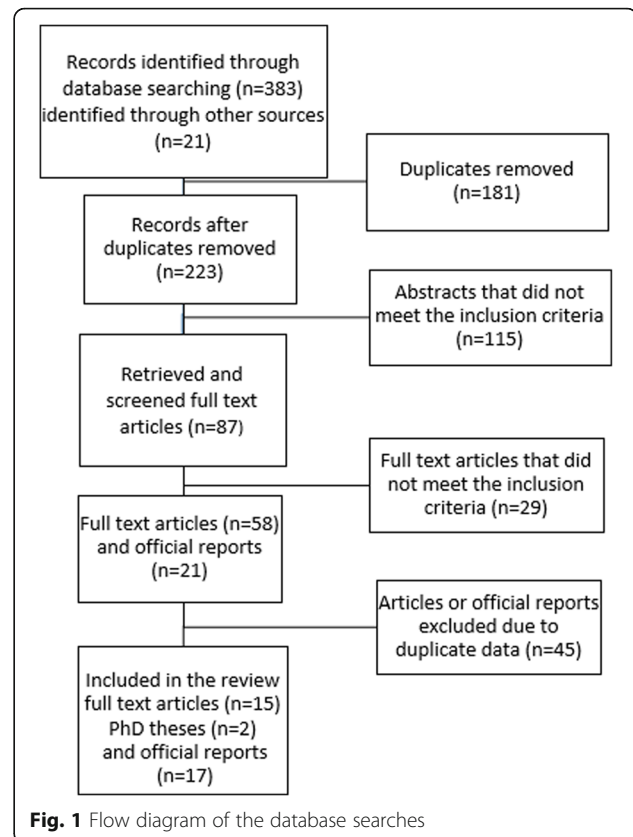 Records identified through
database searching (n=383)
identified through other sources
(n=21)
Duplicates removed
(n=181)
Records after
duplicates removed
(n=223)
Abstracts that did not
meet the inclusion criteria
(n=115)
Retrieved and
screened full text
articles (n=87)
Full text articles that did
not meet the inclusion
criteria (n=29)
Full text articles (n=58)
and official reports
(n=21)
Articles or official reports
excluded due to
duplicate data (n=45)
Included in the review
full text articles (n=15)
PhD theses (n=2)
and official reports
(n=17)
Fig. 1 Flow diagram of the database searches